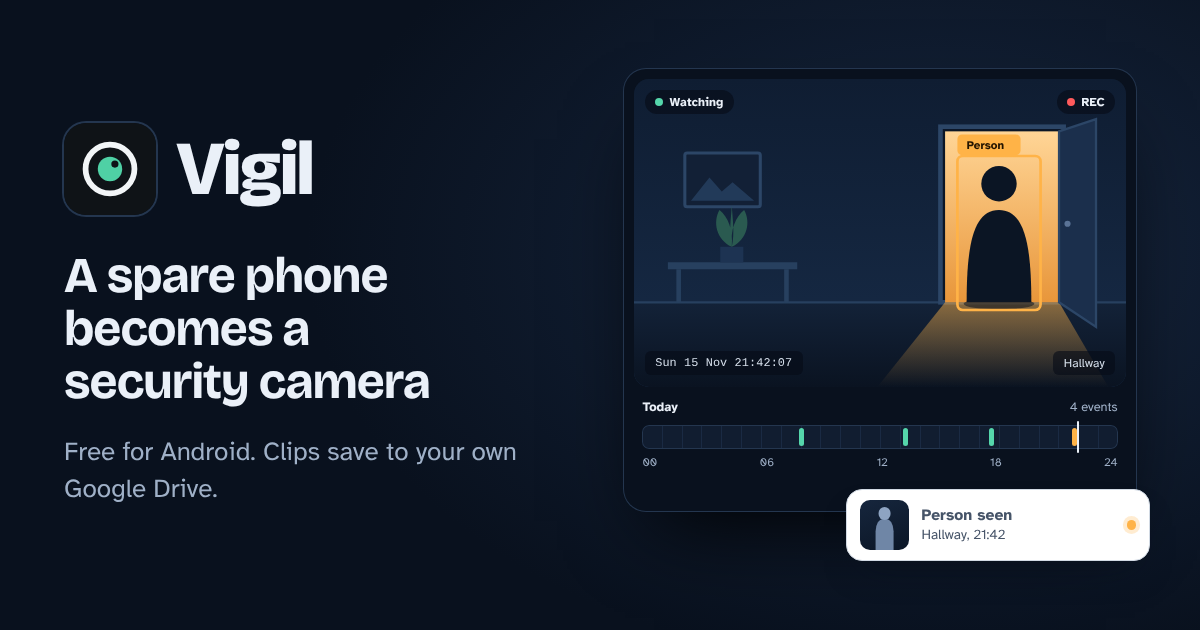 Vigil
A spare phone
becomes a
security camera
Free for Android. Clips save to your own
Google Drive.
Watching
REC
Person
Sun 15 Nov 21:42:07
Hallway
Today
4 events
00 06 12 18 24
Person seen
Hallway, 21:42